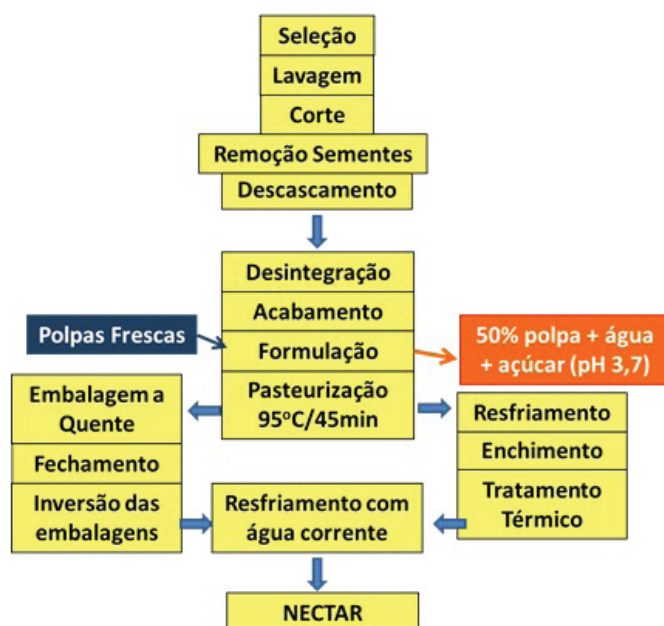 Seleção
Lavagem
Corte
Remoção Sementes
Descascamento
Desintegração
Acabamento
Polpas Frescas
Formulação
50% polpa + água
+ açúcar (pH 3,7)
Pasteurização
95ºC/45min
Embalagem a
Quente
Fechamento
Inversão das
embalagens
Resfriamento
Enchimento
Tratamento
Térmico
Resfriamento com
água corrente
NECTAR